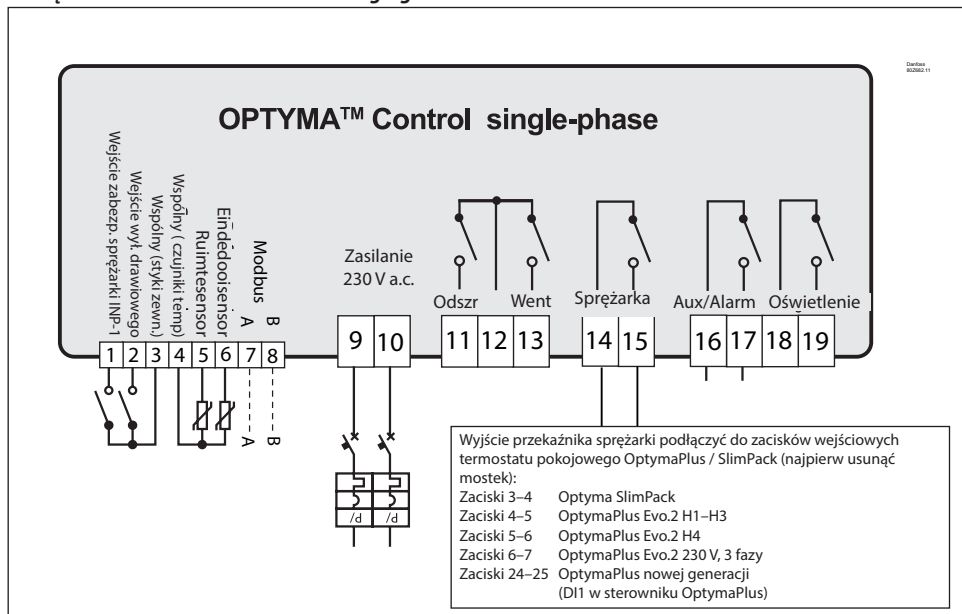 Danfoss
80Z682.11
OPTYMA™ Control single-phase
Wejście zabezp. sprężarki INP-1
Wejście wył. drawiowego
Wspólny (styki zewn.)
Wspólny ( czujniki temp)
Ruimtesensor
Eindedooisensor
Modbus
A
B
Zasilanie
230 V a.c.
Odszr
Went
Sprężarka
Aux/Alarm
Oświetlenie
1 2 3 4 5 6 7 8
9 10
11 12 13
14 15
16 17 18 19
A
B
P/ P/
Wyjście przekaźnika sprężarki podłączyć do zacisków wejściowych
termostatu pokojowego OptymaPlus / SlimPack (najpierw usunąć
mostek):
Zaciski 3–4 Optyma SlimPack
Zaciski 4–5 OptymaPlus Evo.2 H1–H3
Zaciski 5–6 OptymaPlus Evo.2 H4
Zaciski 6–7 OptymaPlus Evo.2 230 V, 3 fazy
Zaciski 24–25 OptymaPlus nowej generacji
(DI1 w sterowniku OptymaPlus)